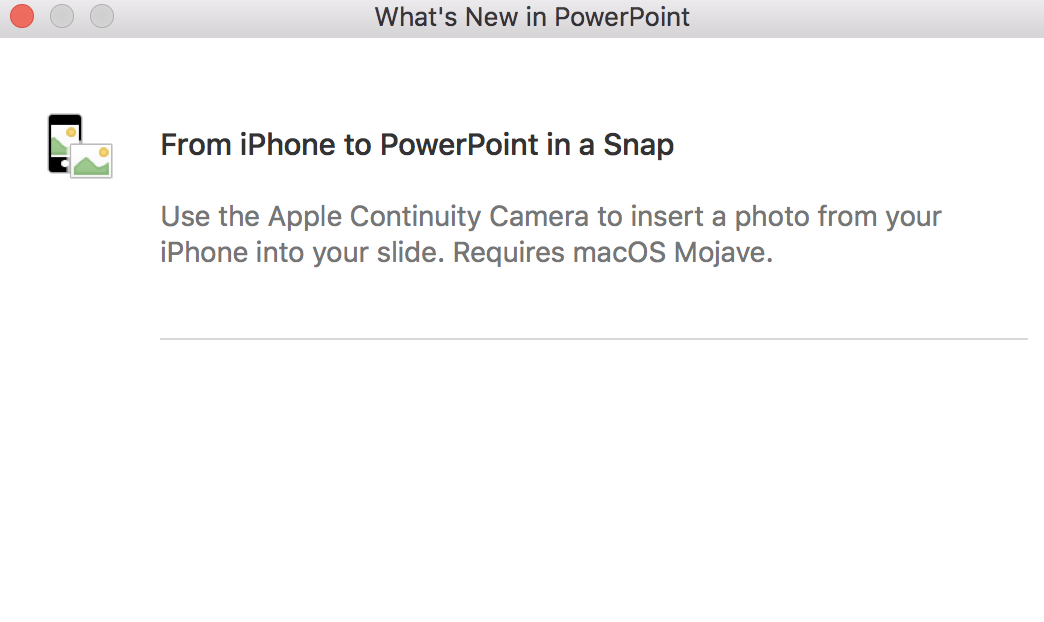 What's New in PowerPoint
From iPhone to PowerPoint in a Snap
Use the Apple Continuity Camera to insert a photo from your
iPhone into your slide. Requires macOS Mojave.